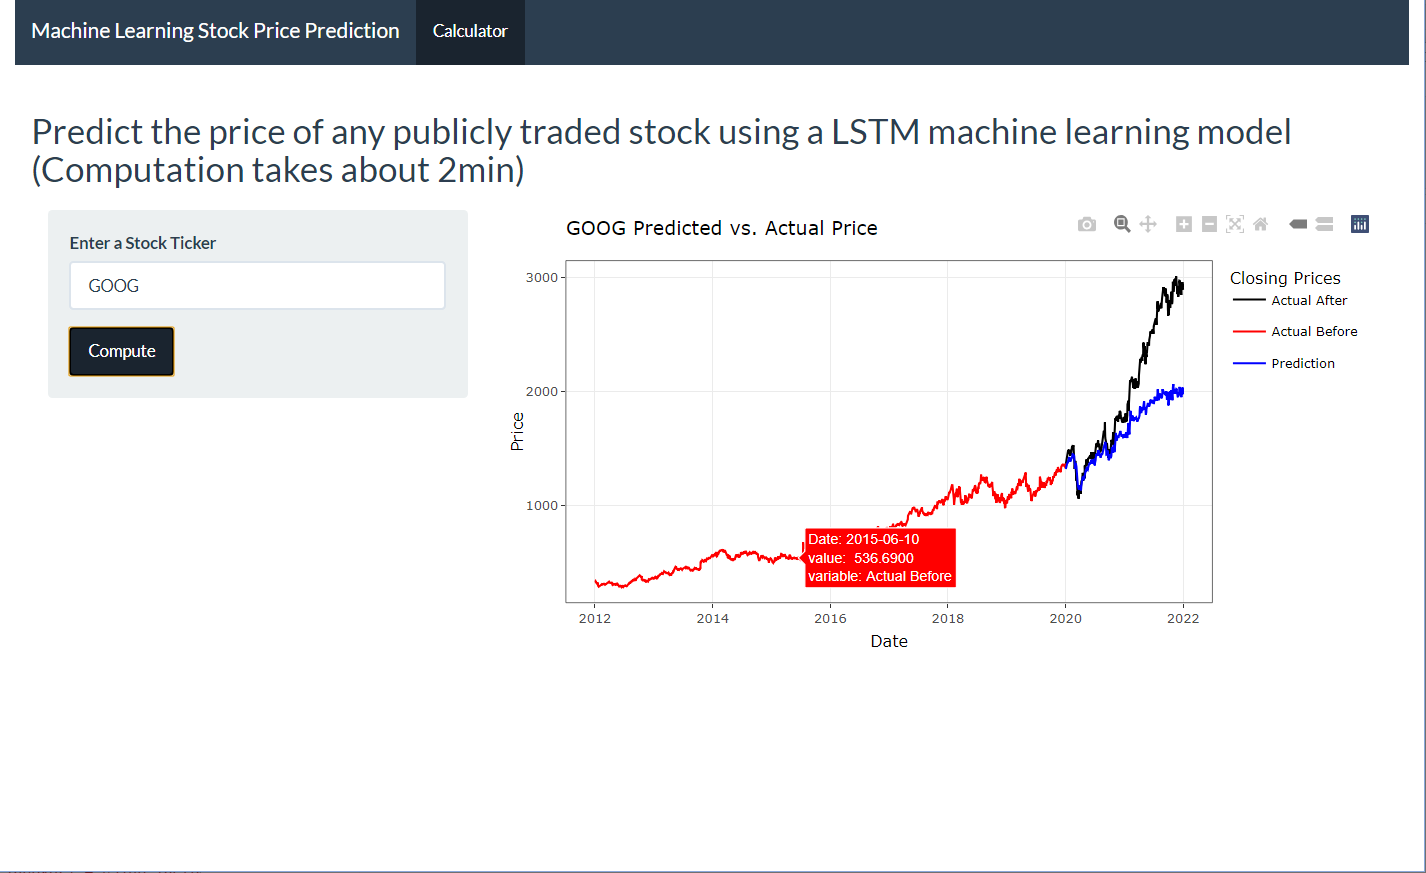 Machine Learning Stock Price Prediction
Calculator
Predict the price of any publicly traded stock using a LSTM machine learning model
(Computation takes about 2min)
Enter a Stock Ticker
GOOG
Compute
GOOG Predicted vs. Actual Price
3000
2000
1000
Price
Date: 2015-06-10
value:  536.6900
variable: Actual Before
2012
2014
2016
2018
2020
2022
Date
Closing Prices
Actual After
Actual Before
Prediction